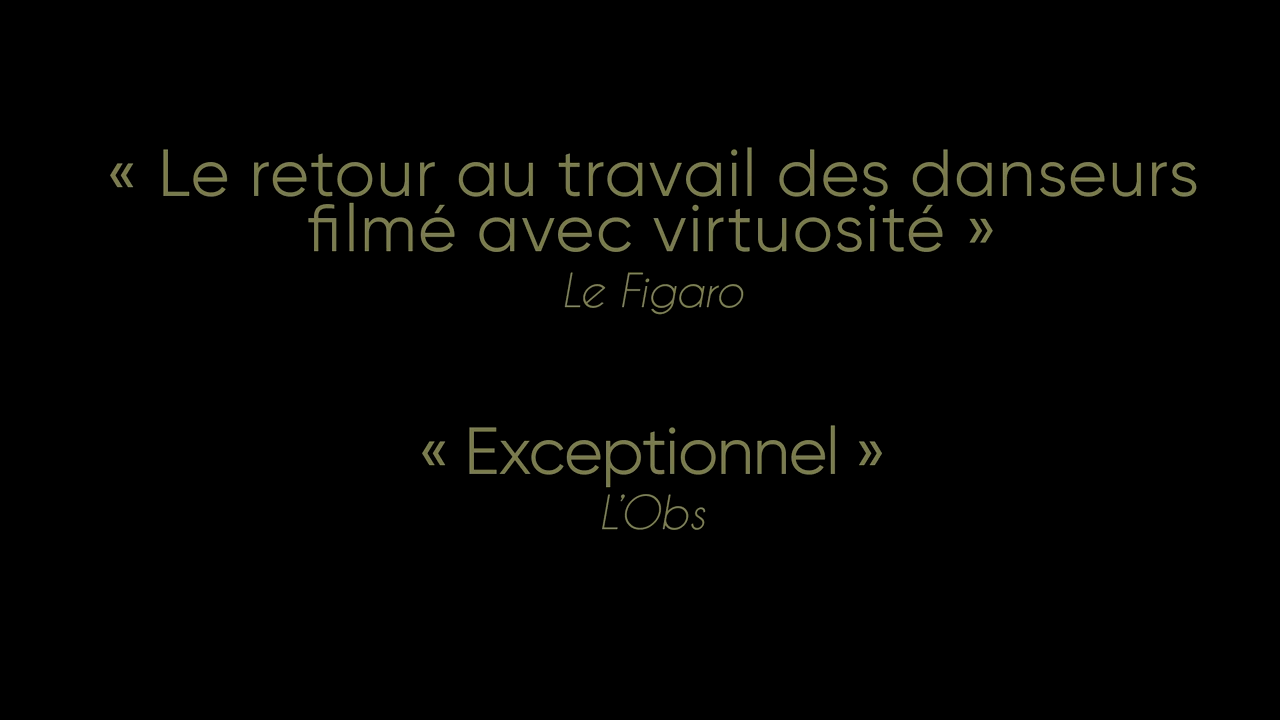 « Le retour au travail des danseurs
filmé avec virtuosité »
Le Figaro
« Exceptionnel »
L’Obs